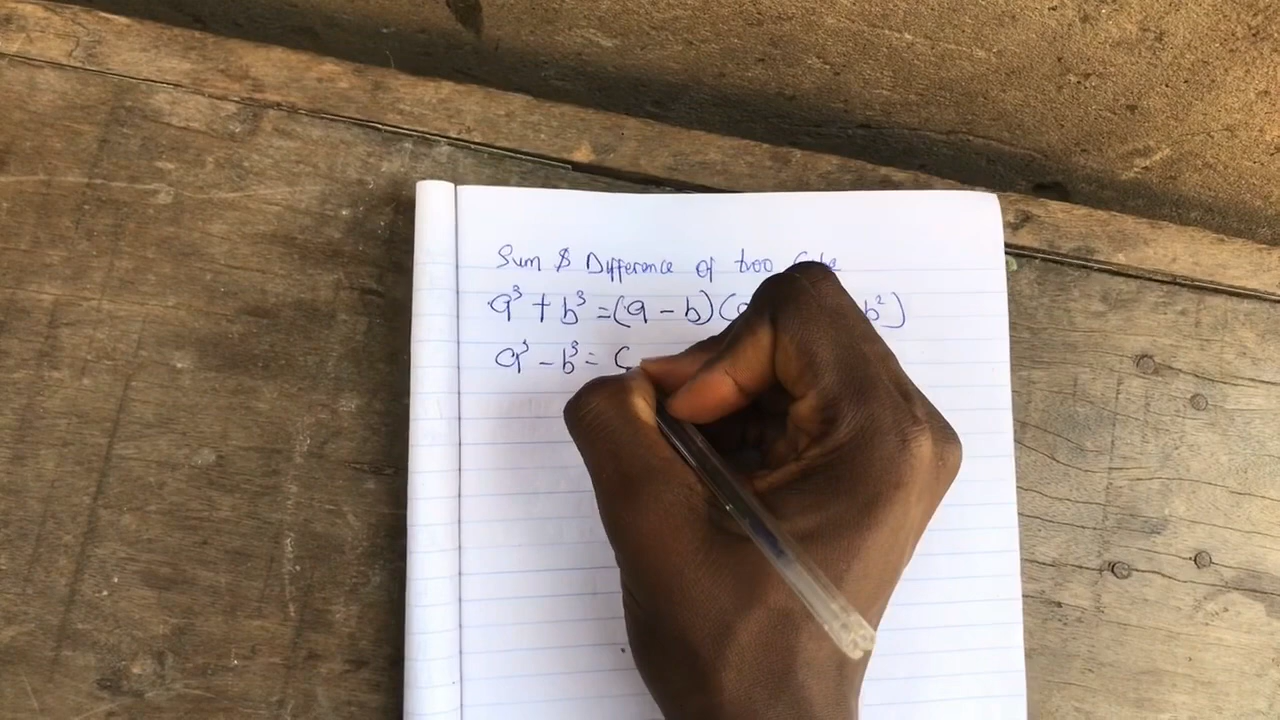 Sum & Difference of two Cube
a³ + b³ = (a - b)( b²)
a³ - b³ = (